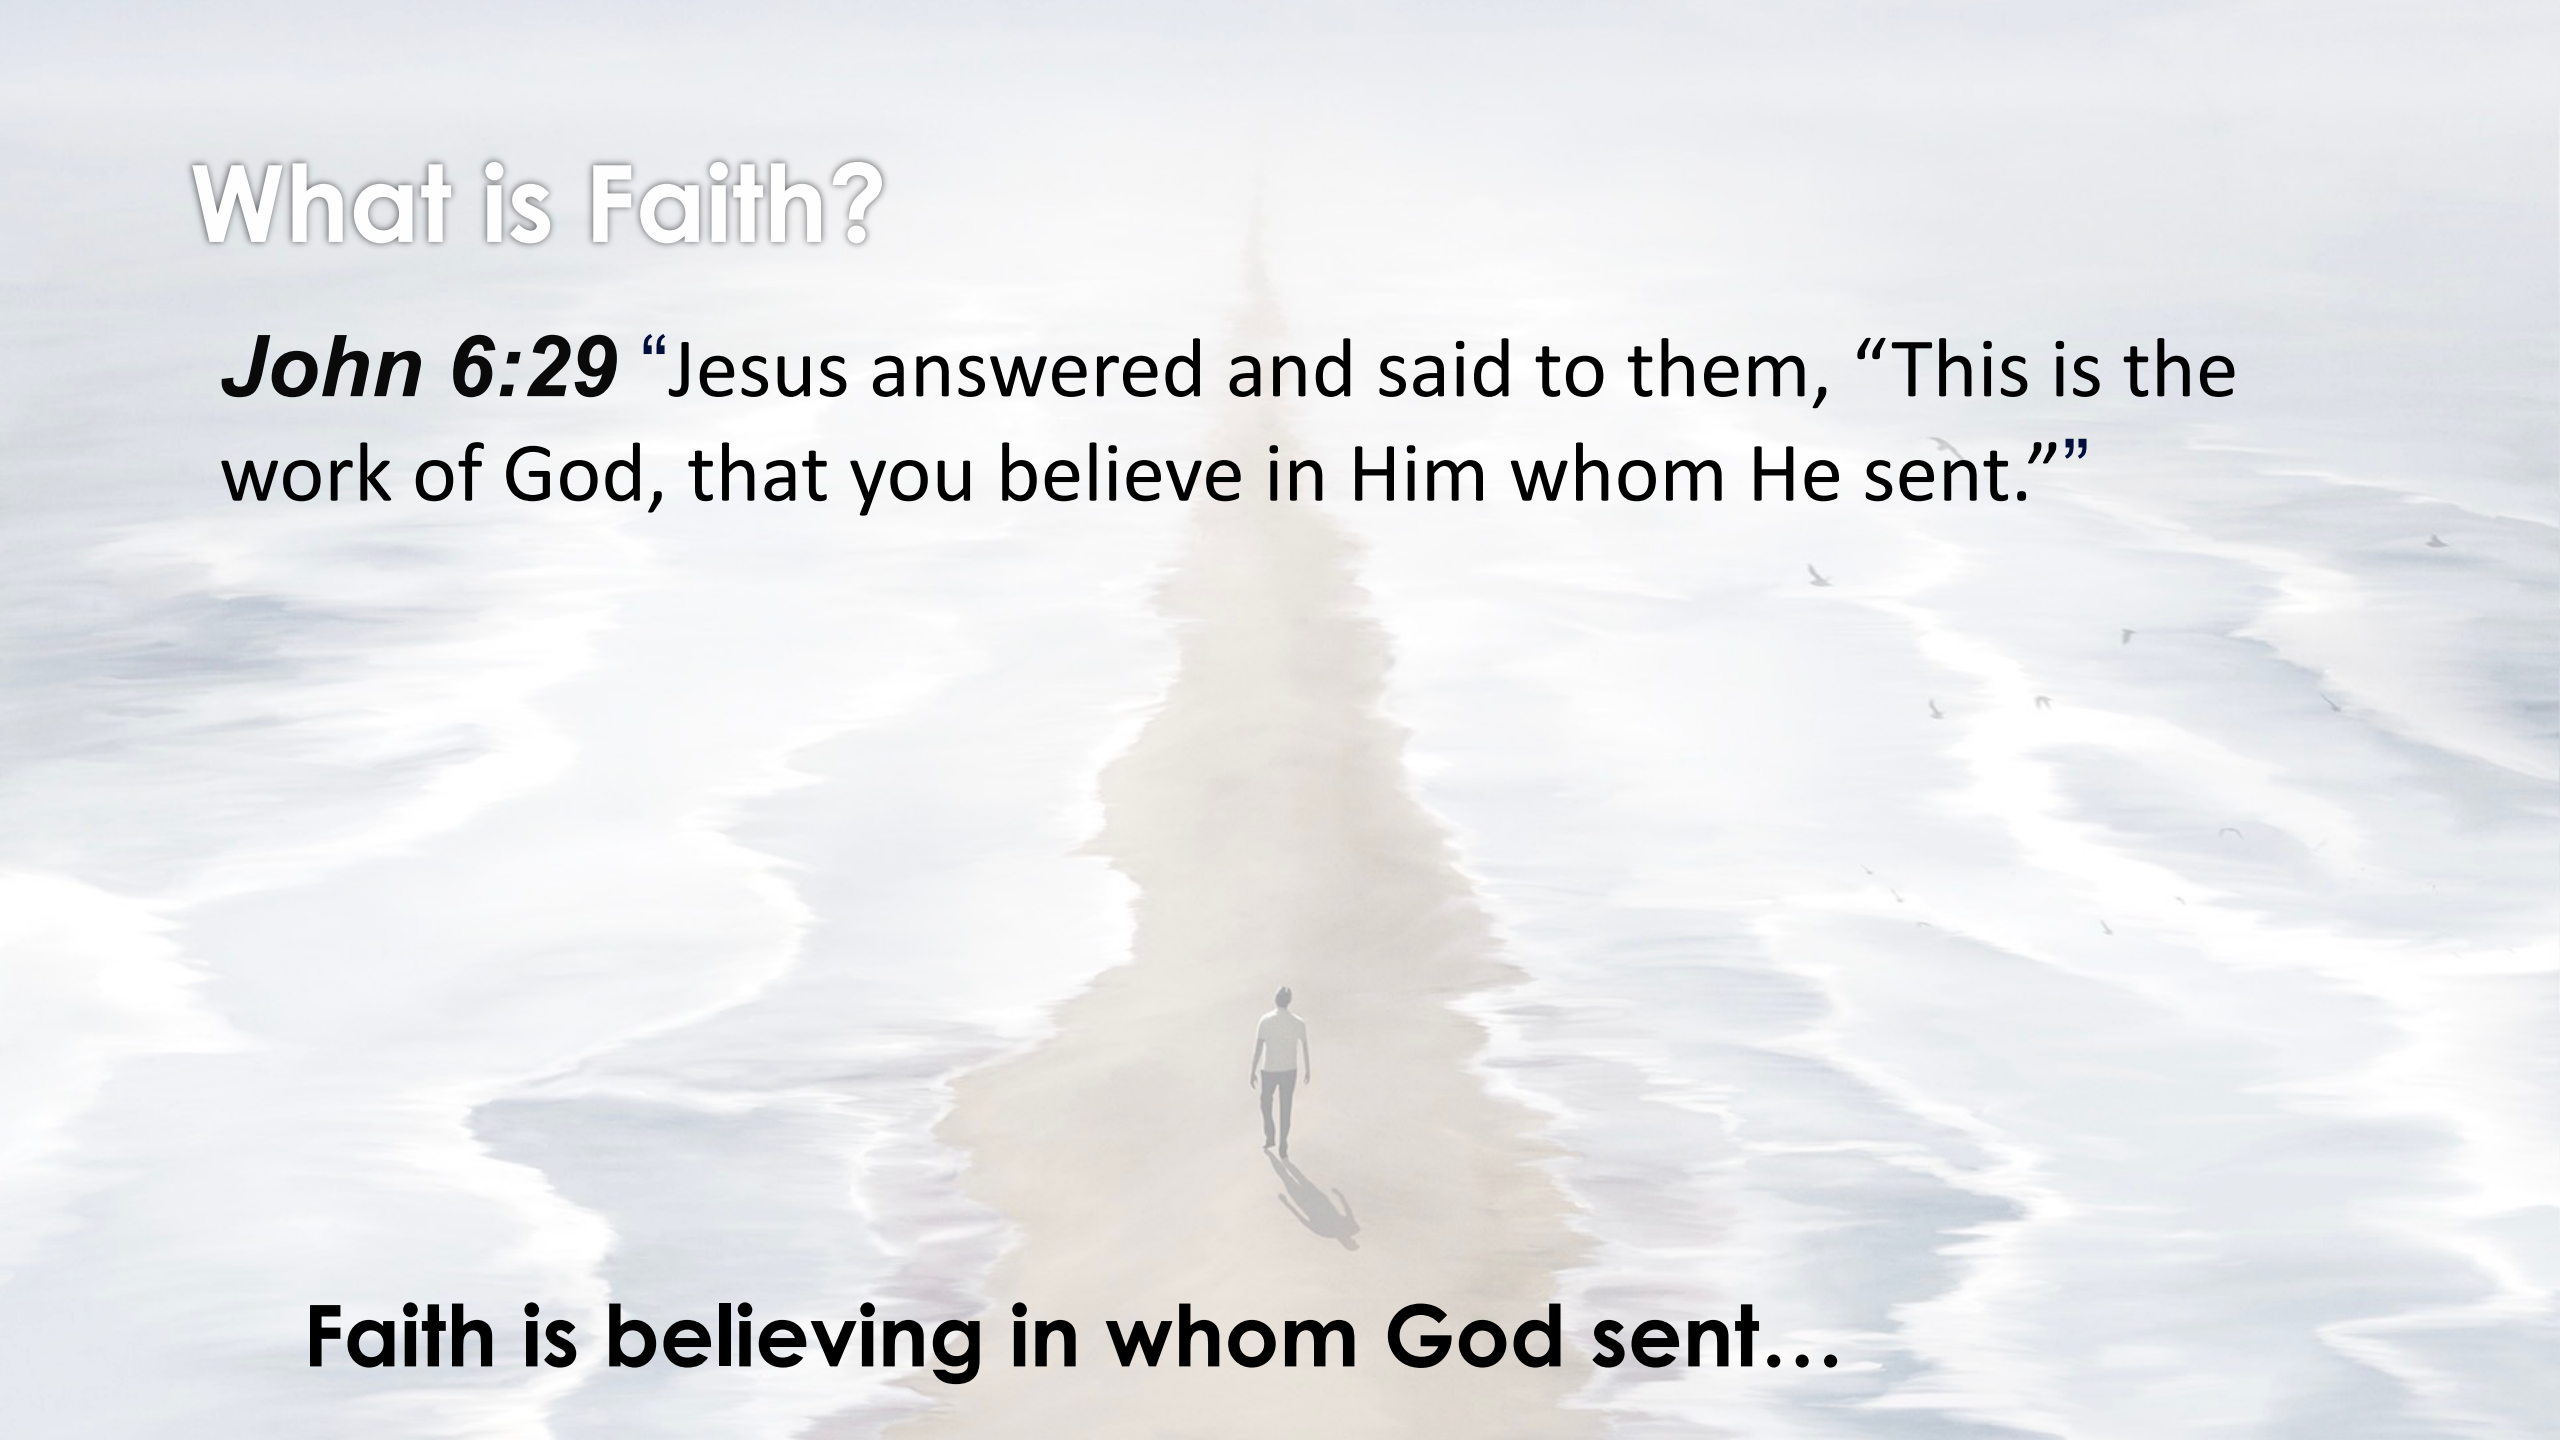 What is Faith?
John 6:29 “Jesus answered and said to them, “This is the
work of God, that you believe in Him whom He sent.””
Faith is believing in whom God sent…